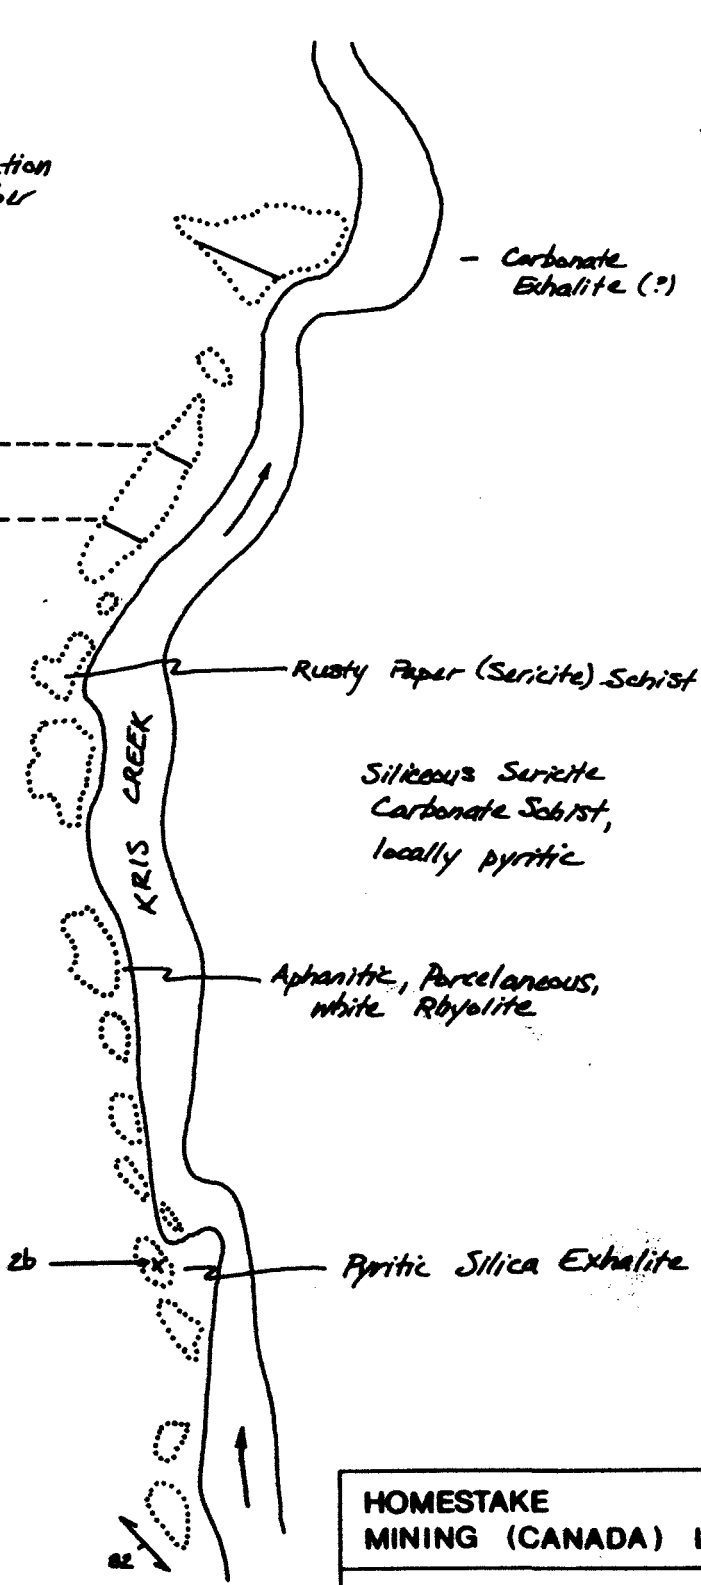 - Carbonate
Exhalite (?)
Rusty Paper (Sericite) Schist
KRIS CREEK
Siliceous Sericite
Carbonate Schist,
locally pyritic
Aphanitic, Porcelaneous,
white Rhyolite
2b
x
Pyritic Silica Exhalite
82
HOMESTAKE
MINING (CANADA)